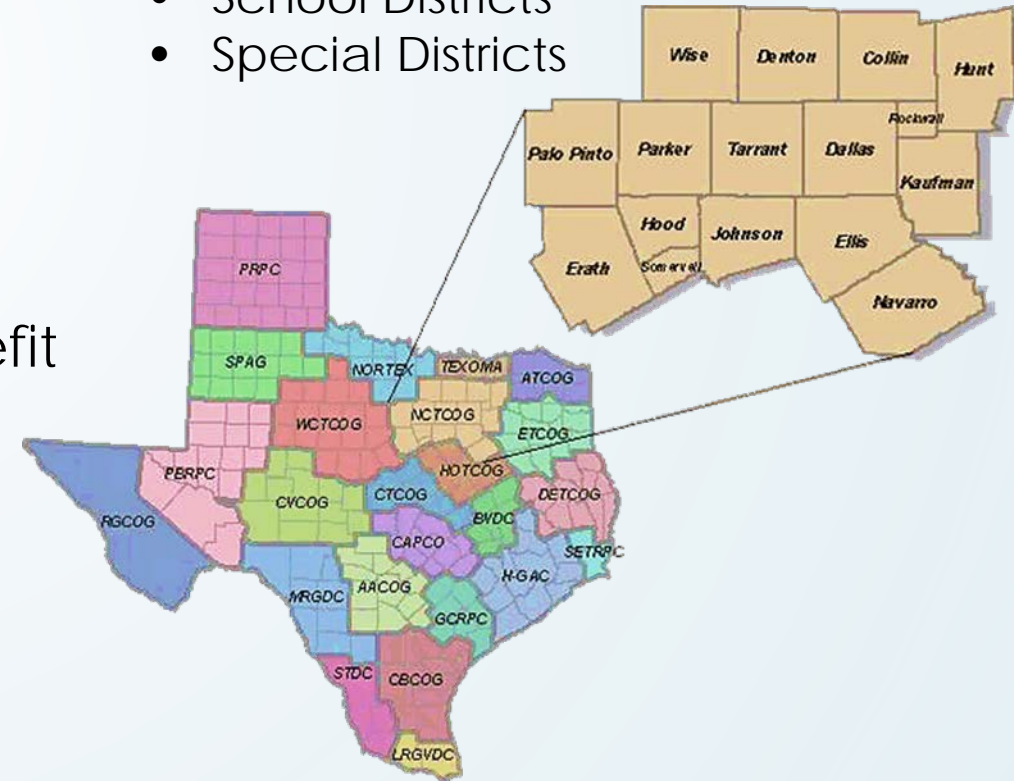 • School Districts
• Special Districts
efit
Wise
Denton
Collin
Hunt
Rockwall
Palo Pinto
Parker
Tarrant
Dallas
Kaufman
Hood
Johnson
Ellis
Erath
Somervell
Navarro
PRPC
SPAG
NORTEX
TEXOMA
ATCOG
WCTCOG
NCTCOG
ETCOG
PBRPC
HOTCOG
CVCOG
CTCOG
DETCOG
RGCOG
BVDC
CAPCO
SETRPC
H-GAC
MRGDC
AACOG
GCRPC
STDC
CBCOG
LRGVDC